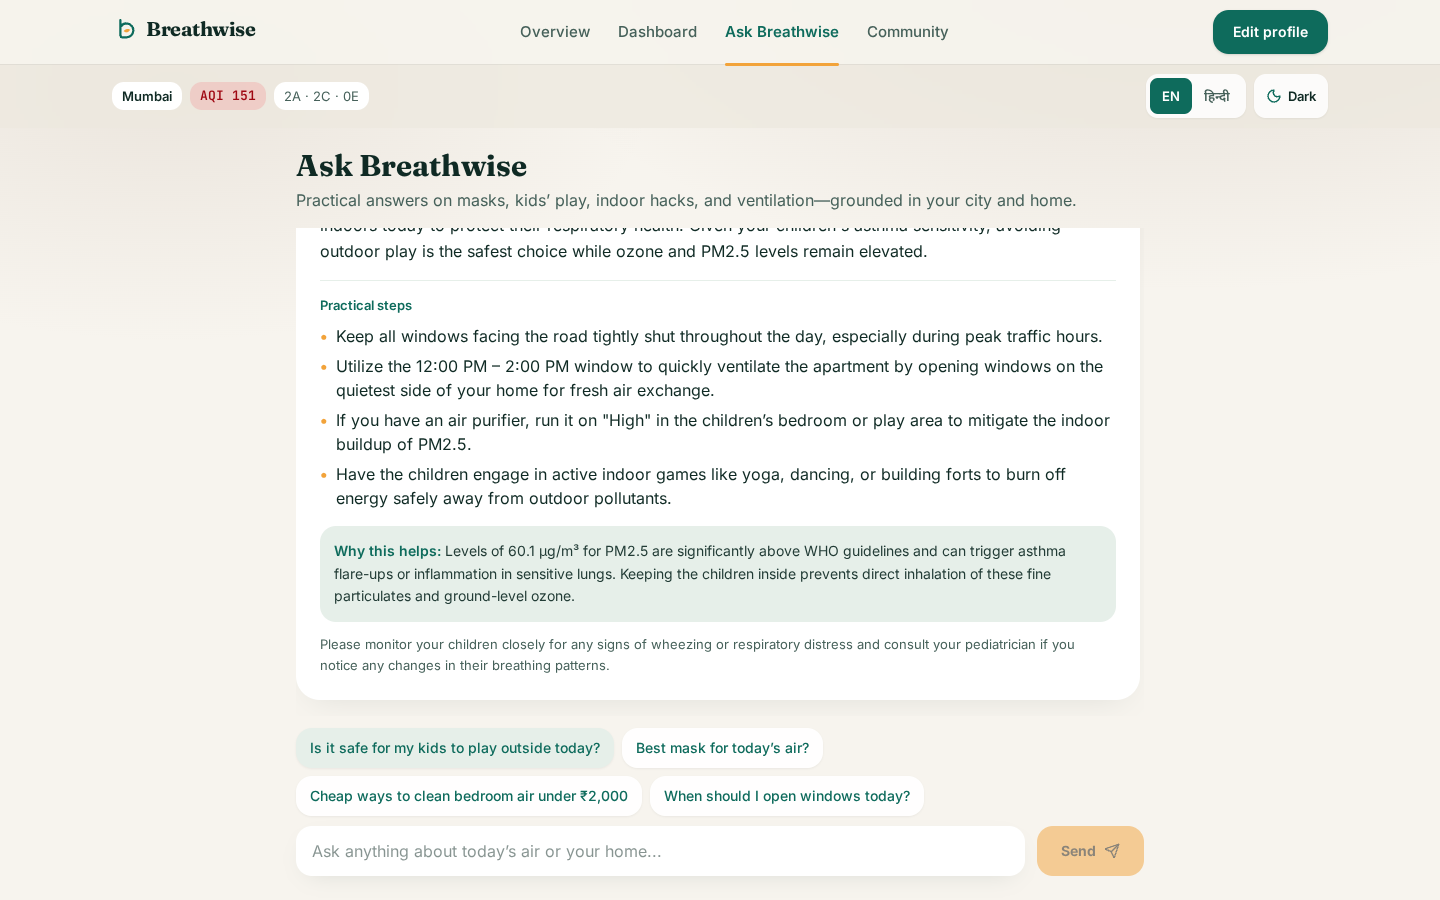 Breathwise
Overview
Dashboard
Ask Breathwise
Community
Edit profile
Mumbai
AQI 151
2A · 2C · 0E
EN
हिन्दी
Dark
Ask Breathwise
Practical answers on masks, kids’ play, indoor hacks, and ventilation—grounded in your city and home.
indoors today to protect their respiratory health. Given your children’s asthma sensitivity, avoiding
outdoor play is the safest choice while ozone and PM2.5 levels remain elevated.
Practical steps
• Keep all windows facing the road tightly shut throughout the day, especially during peak traffic hours.
• Utilize the 12:00 PM – 2:00 PM window to quickly ventilate the apartment by opening windows on the
quietest side of your home for fresh air exchange.
• If you have an air purifier, run it on "High" in the children’s bedroom or play area to mitigate the indoor
buildup of PM2.5.
• Have the children engage in active indoor games like yoga, dancing, or building forts to burn off
energy safely away from outdoor pollutants.
Why this helps: Levels of 60.1 µg/m³ for PM2.5 are significantly above WHO guidelines and can trigger asthma
flare-ups or inflammation in sensitive lungs. Keeping the children inside prevents direct inhalation of these fine
particulates and ground-level ozone.
Please monitor your children closely for any signs of wheezing or respiratory distress and consult your pediatrician if you
notice any changes in their breathing patterns.
Is it safe for my kids to play outside today?
Best mask for today’s air?
Cheap ways to clean bedroom air under ₹2,000
When should I open windows today?
Ask anything about today’s air or your home...
Send